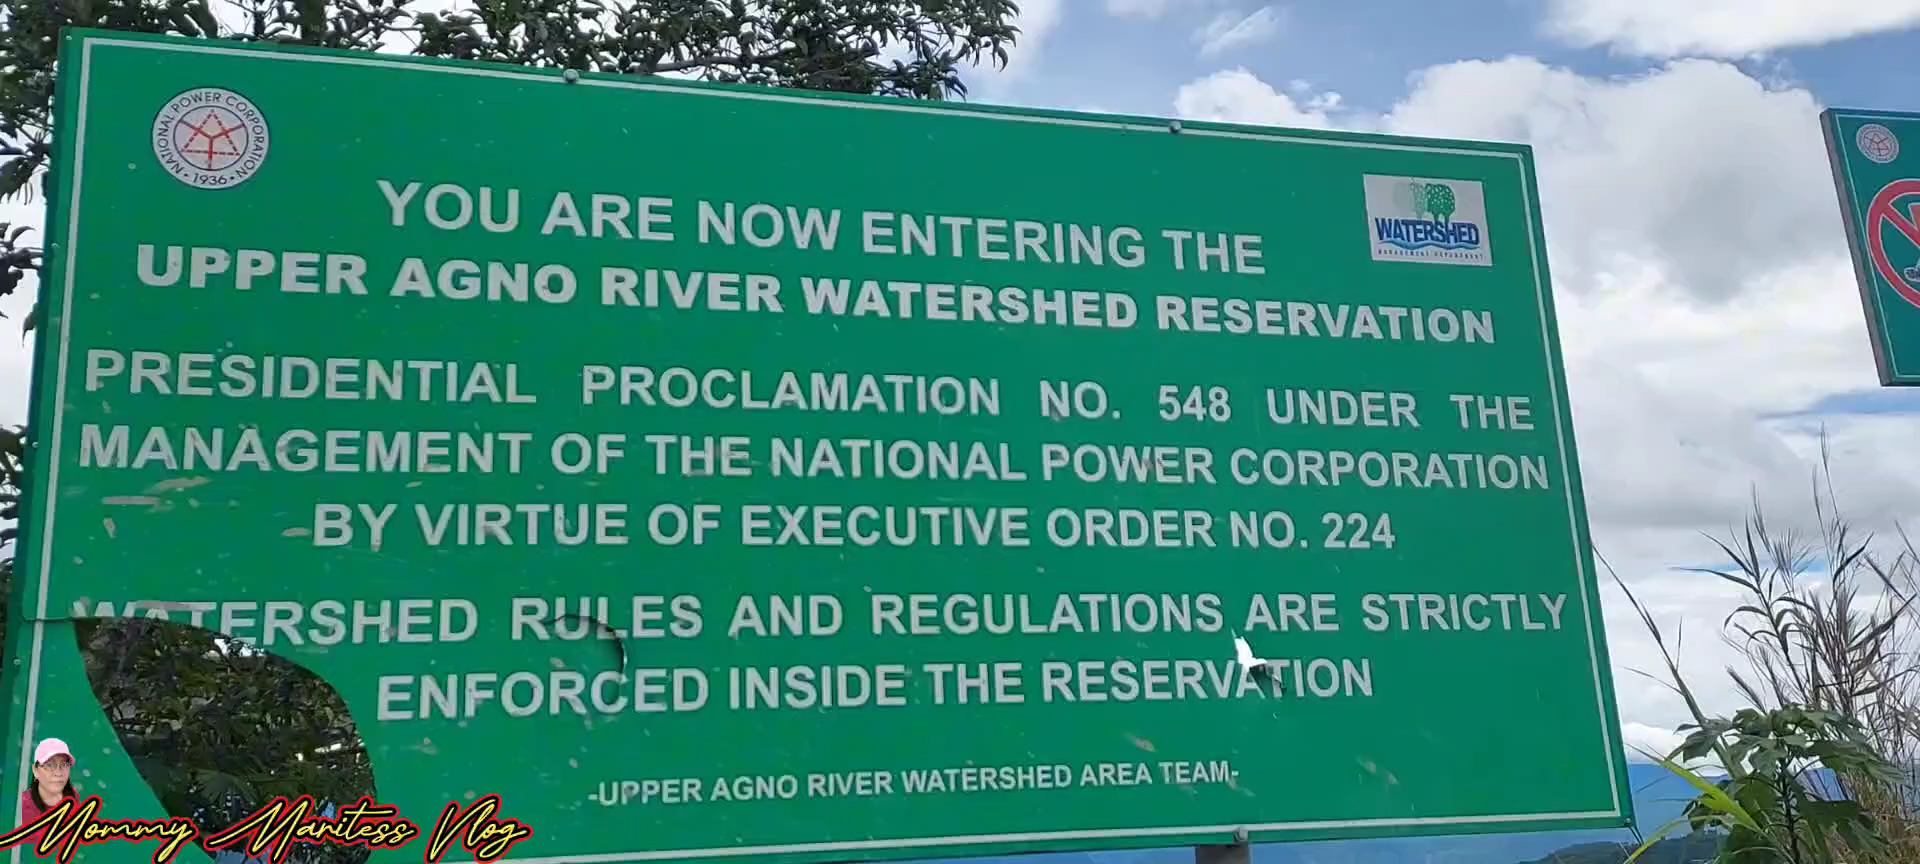 NATIONAL POWER CORPORATION
1936
YOU ARE NOW ENTERING THE
WATERSHED
MANAGEMENT DEPARTMENT
UPPER AGNO RIVER WATERSHED RESERVATION
PRESIDENTIAL PROCLAMATION NO. 548 UNDER THE
MANAGEMENT OF THE NATIONAL POWER CORPORATION
BY VIRTUE OF EXECUTIVE ORDER NO. 224
WATERSHED RULES AND REGULATIONS ARE STRICTLY
ENFORCED INSIDE THE RESERVATION
-UPPER AGNO RIVER WATERSHED AREA TEAM-
Mommy Maritess Vlog